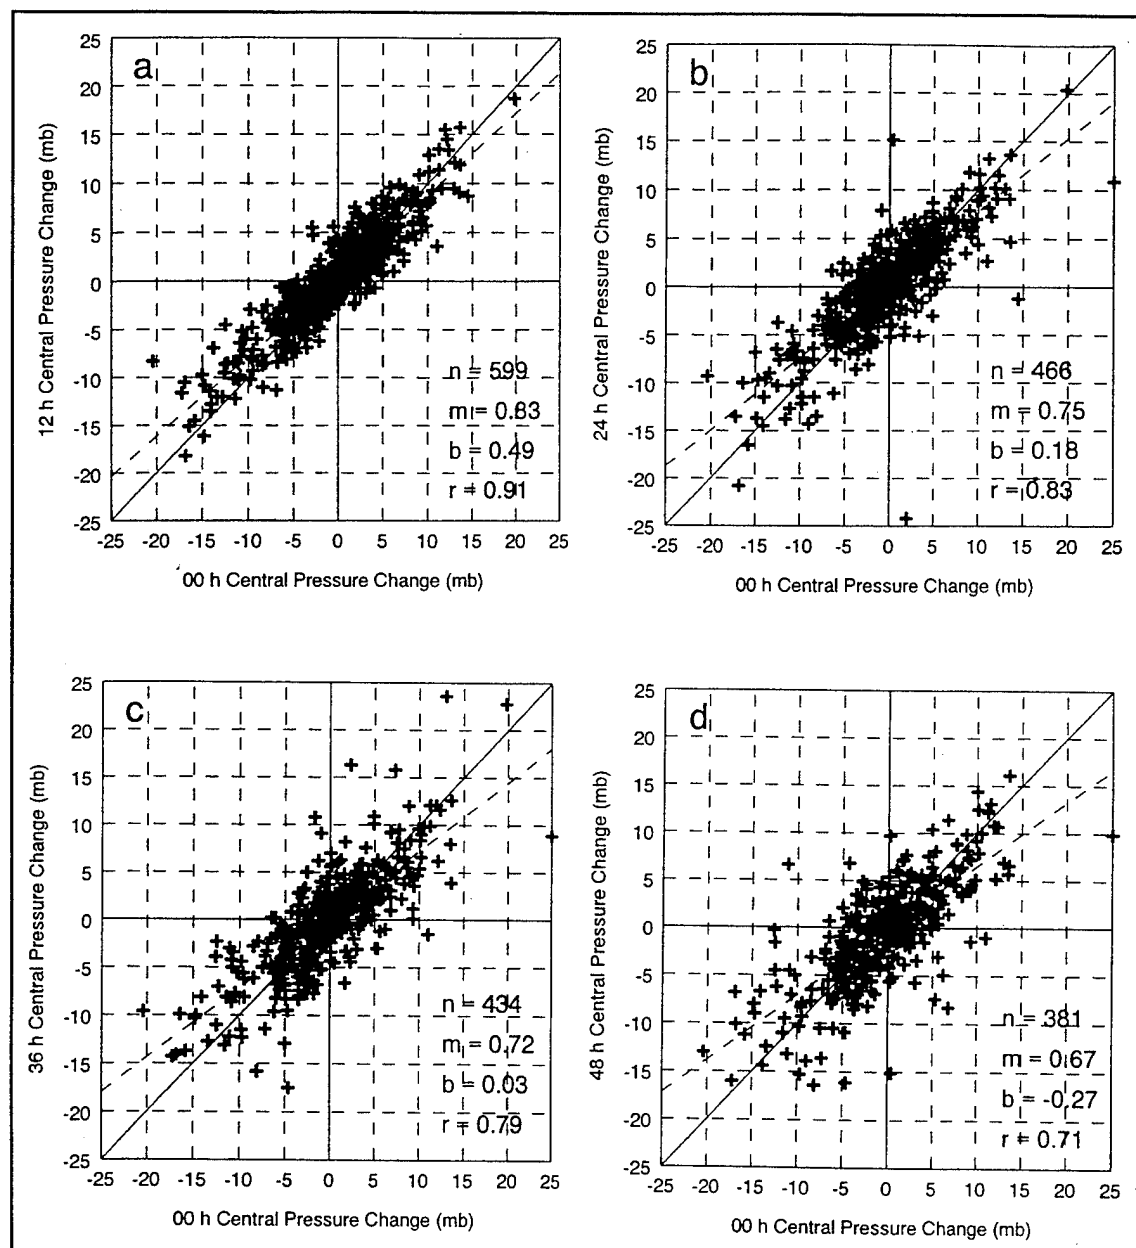 a
25
20
15
10
5
0
-5
-10
-15
-20
-25
12 h Central Pressure Change (mb)
n = 599
m = 0.83
b = 0.49
r = 0.91
-25 -20 -15 -10 -5 0 5 10 15 20 25
00 h Central Pressure Change (mb)
b
25
20
15
10
5
0
-5
-10
-15
-20
-25
24 h Central Pressure Change (mb)
n = 466
m = 0.75
b = 0.18
r = 0.83
-25 -20 -15 -10 -5 0 5 10 15 20 25
00 h Central Pressure Change (mb)
c
25
20
15
10
5
0
-5
-10
-15
-20
-25
36 h Central Pressure Change (mb)
n = 434
m = 0.72
b = 0.03
r = 0.79
-25 -20 -15 -10 -5 0 5 10 15 20 25
00 h Central Pressure Change (mb)
d
25
20
15
10
5
0
-5
-10
-15
-20
-25
48 h Central Pressure Change (mb)
n = 381
m = 0.67
b = -0.27
r = 0.71
-25 -20 -15 -10 -5 0 5 10 15 20 25
00 h Central Pressure Change (mb)